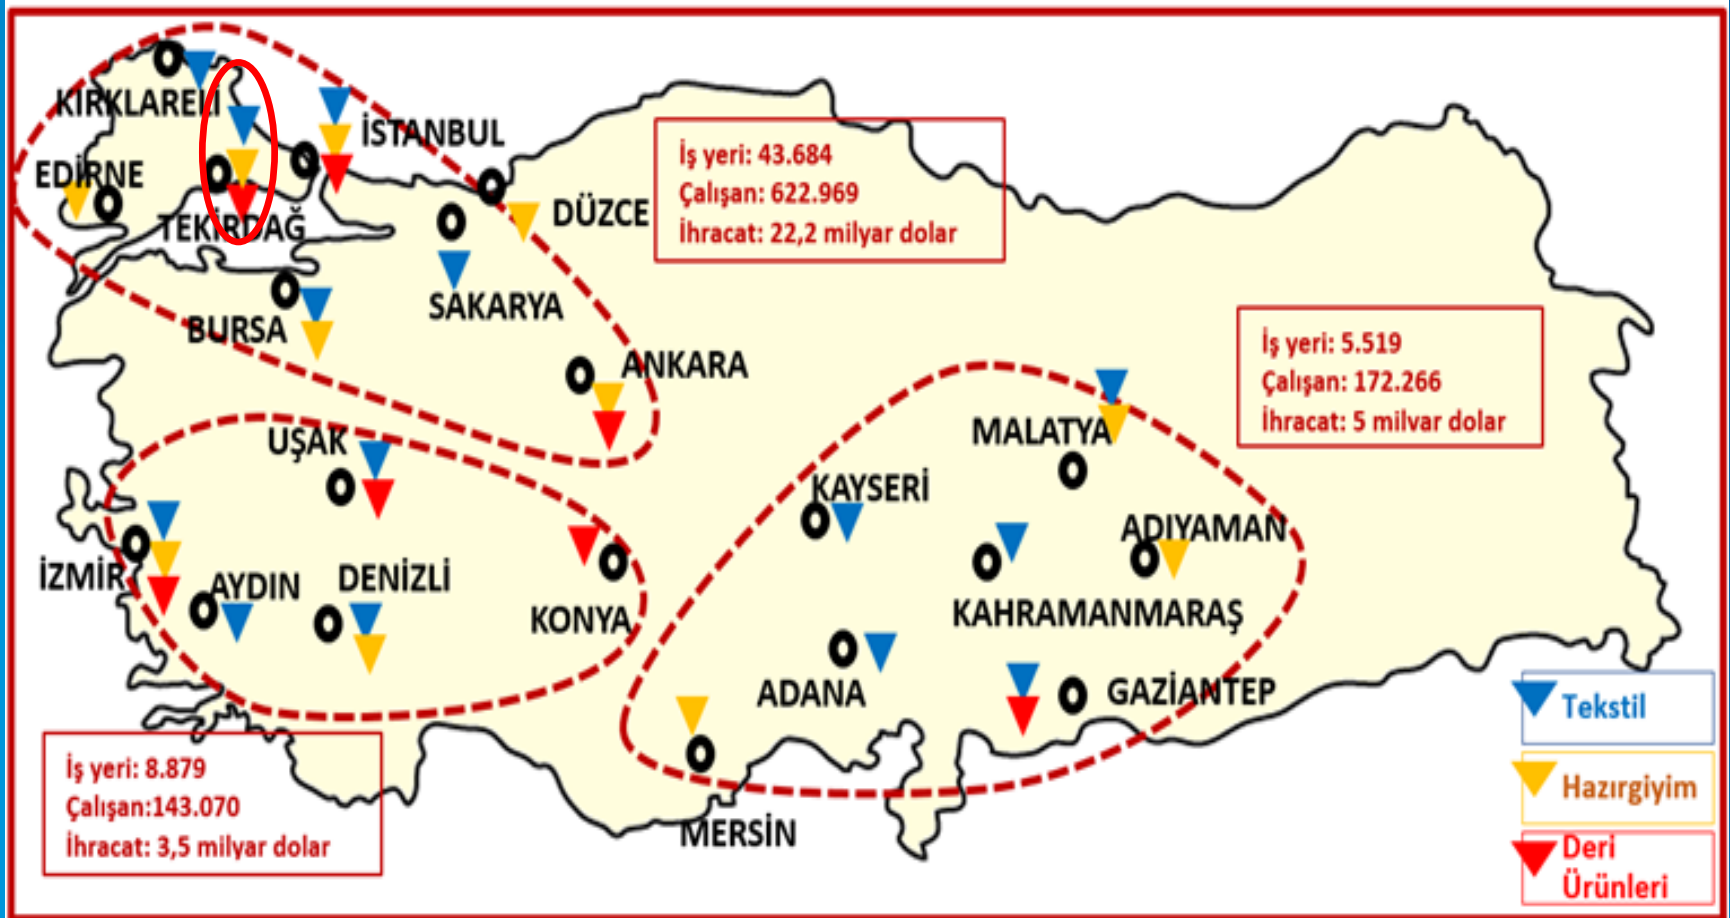 KIRKLARELİ
İSTANBUL
EDİRNE
TEKİRDAĞ
DÜZCE
İş yeri: 43.684
Çalışan: 622.969
İhracat: 22,2 milyar dolar
SAKARYA
BURSA
ANKARA
İş yeri: 5.519
Çalışan: 172.266
İhracat: 5 milvar dolar
UŞAK
MALATYA
KAYSERİ
ADIYAMAN
İZMİR
AYDIN
DENİZLİ
KONYA
KAHRAMANMARAŞ
ADANA
GAZİANTEP
MERSİN
İş yeri: 8.879
Çalışan:143.070
İhracat: 3,5 milyar dolar
Tekstil
Hazırgiyim
Deri
Ürünleri